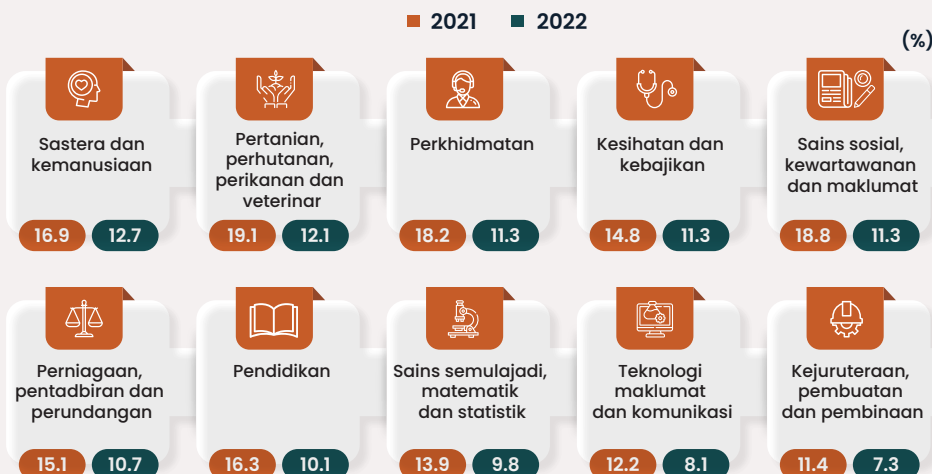 2021 2022
(%)
Sastera dan
kemanusiaan
16.9 12.7
Pertanian,
perhutanan,
perikanan dan
veterinar
19.1 12.1
Perkhidmatan
18.2 11.3
Kesihatan dan
kebajikan
14.8 11.3
Sains sosial,
kewartawanan
dan maklumat
18.8 11.3
Perniagaan,
pentadbiran dan
perundangan
15.1 10.7
Pendidikan
16.3 10.1
Sains semulajadi,
matematik
dan statistik
13.9 9.8
Teknologi
maklumat
dan komunikasi
12.2 8.1
Kejuruteraan,
pembuatan
dan pembinaan
11.4 7.3